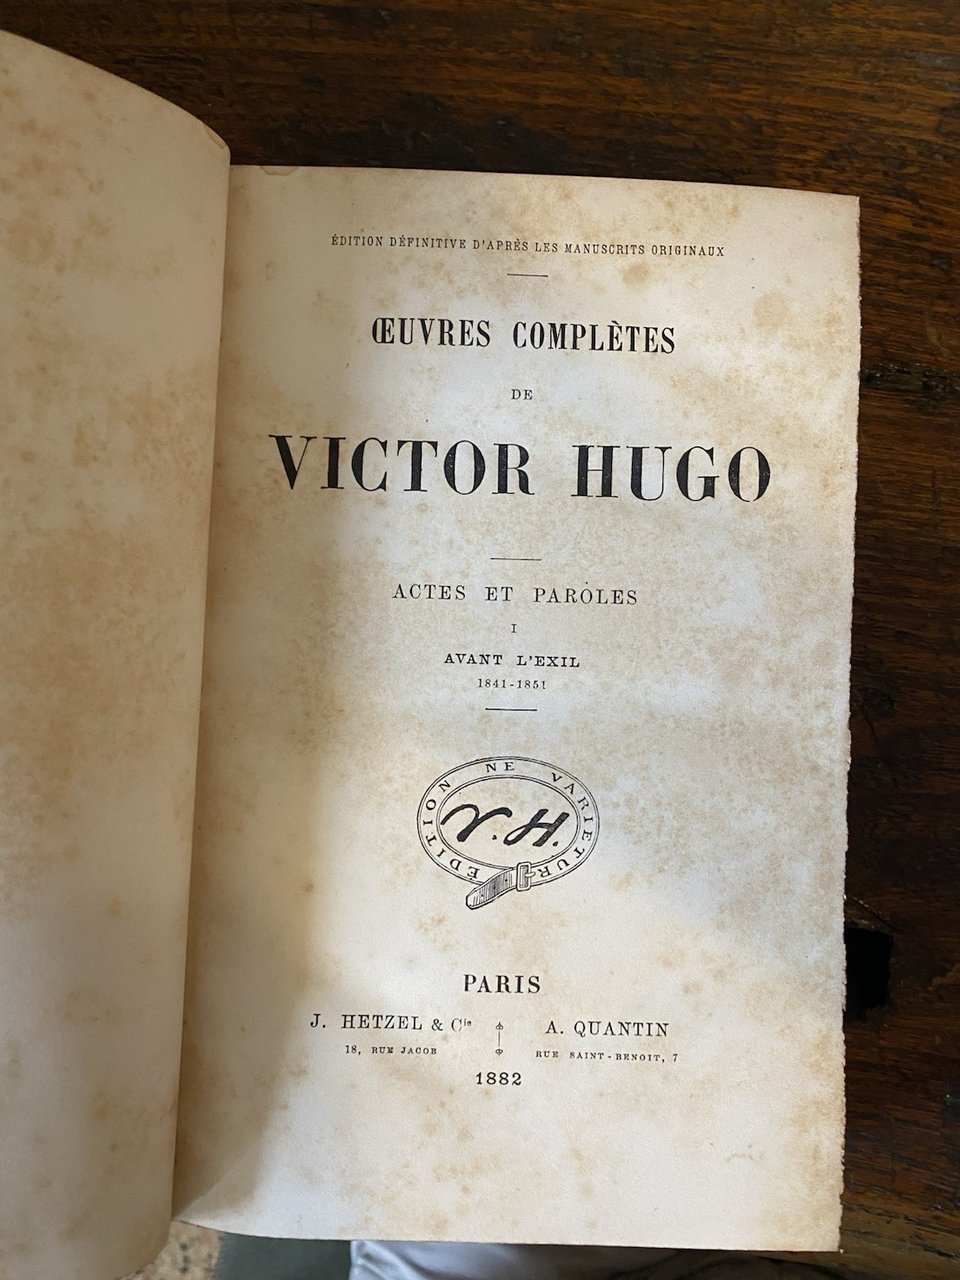 ÉDITION DÉFINITIVE D'APRÈS LES MANUSCRITS ORIGINAUX
ŒUVRES COMPLÈTES
DE
VICTOR HUGO
ACTES ET PAROLES
I
AVANT L'EXIL
1841-1851
EDITION NE VARIETUR
V. H.
PARIS
J. HETZEL & Cie
A. QUANTIN
18, RUE JACOB
RUE SAINT-BENOIT, 7
1882